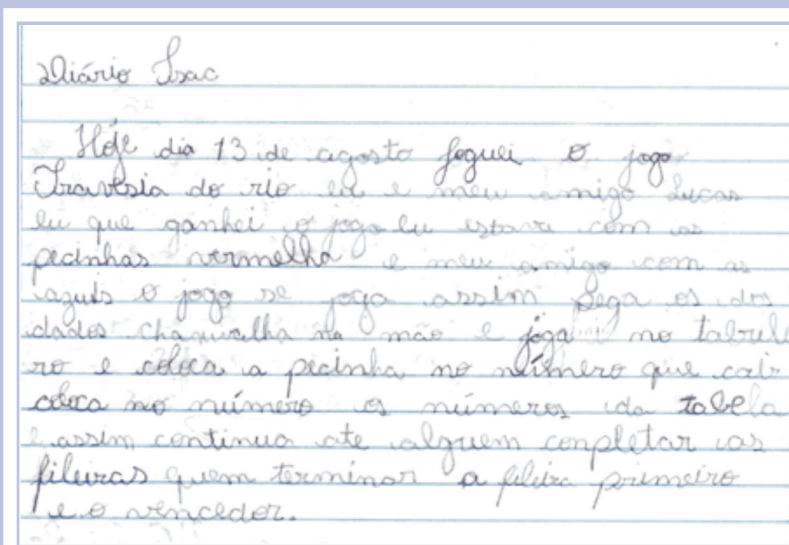 Diário Isac
Hoje dia 13 de agosto joguei o jogo
Travesia do rio eu e meu amigo Lucas
eu que ganhei o jogo eu estava com as
pecinhas vermelha e meu amigo com as
azuis o jogo se joga assim pega os dos
dados chaqualha na mão e joga no tabule
ro e coloca a pecinha no número que cair
coloca no número os números da tabela
e assim continua ate alguem conpletar as
fileiras quem terminar a fileira primeiro
e o vencedor.